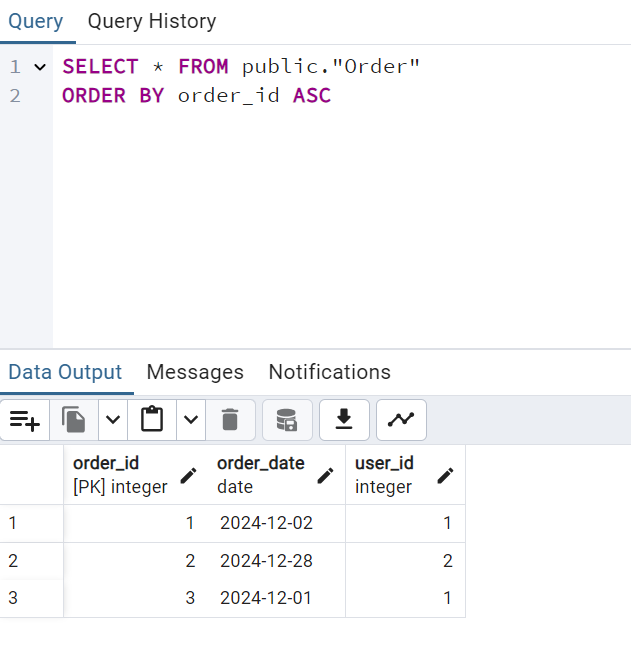 Query Query History
1 SELECT * FROM public."Order"
2 ORDER BY order_id ASC
Data Output Messages Notifications
order_id order_date user_id
[PK] integer date integer
1 1 2024-12-02 1
2 2 2024-12-28 2
3 3 2024-12-01 1